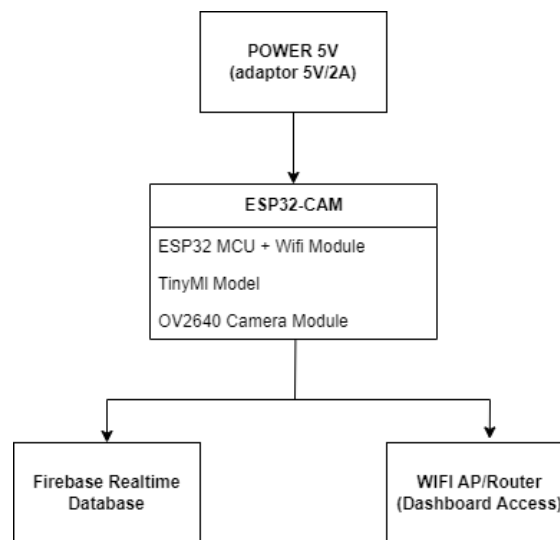 POWER 5V
(adaptor 5V/2A)
ESP32-CAM
ESP32 MCU + Wifi Module
TinyMl Model
OV2640 Camera Module
Firebase Realtime
Database
WIFI AP/Router
(Dashboard Access)